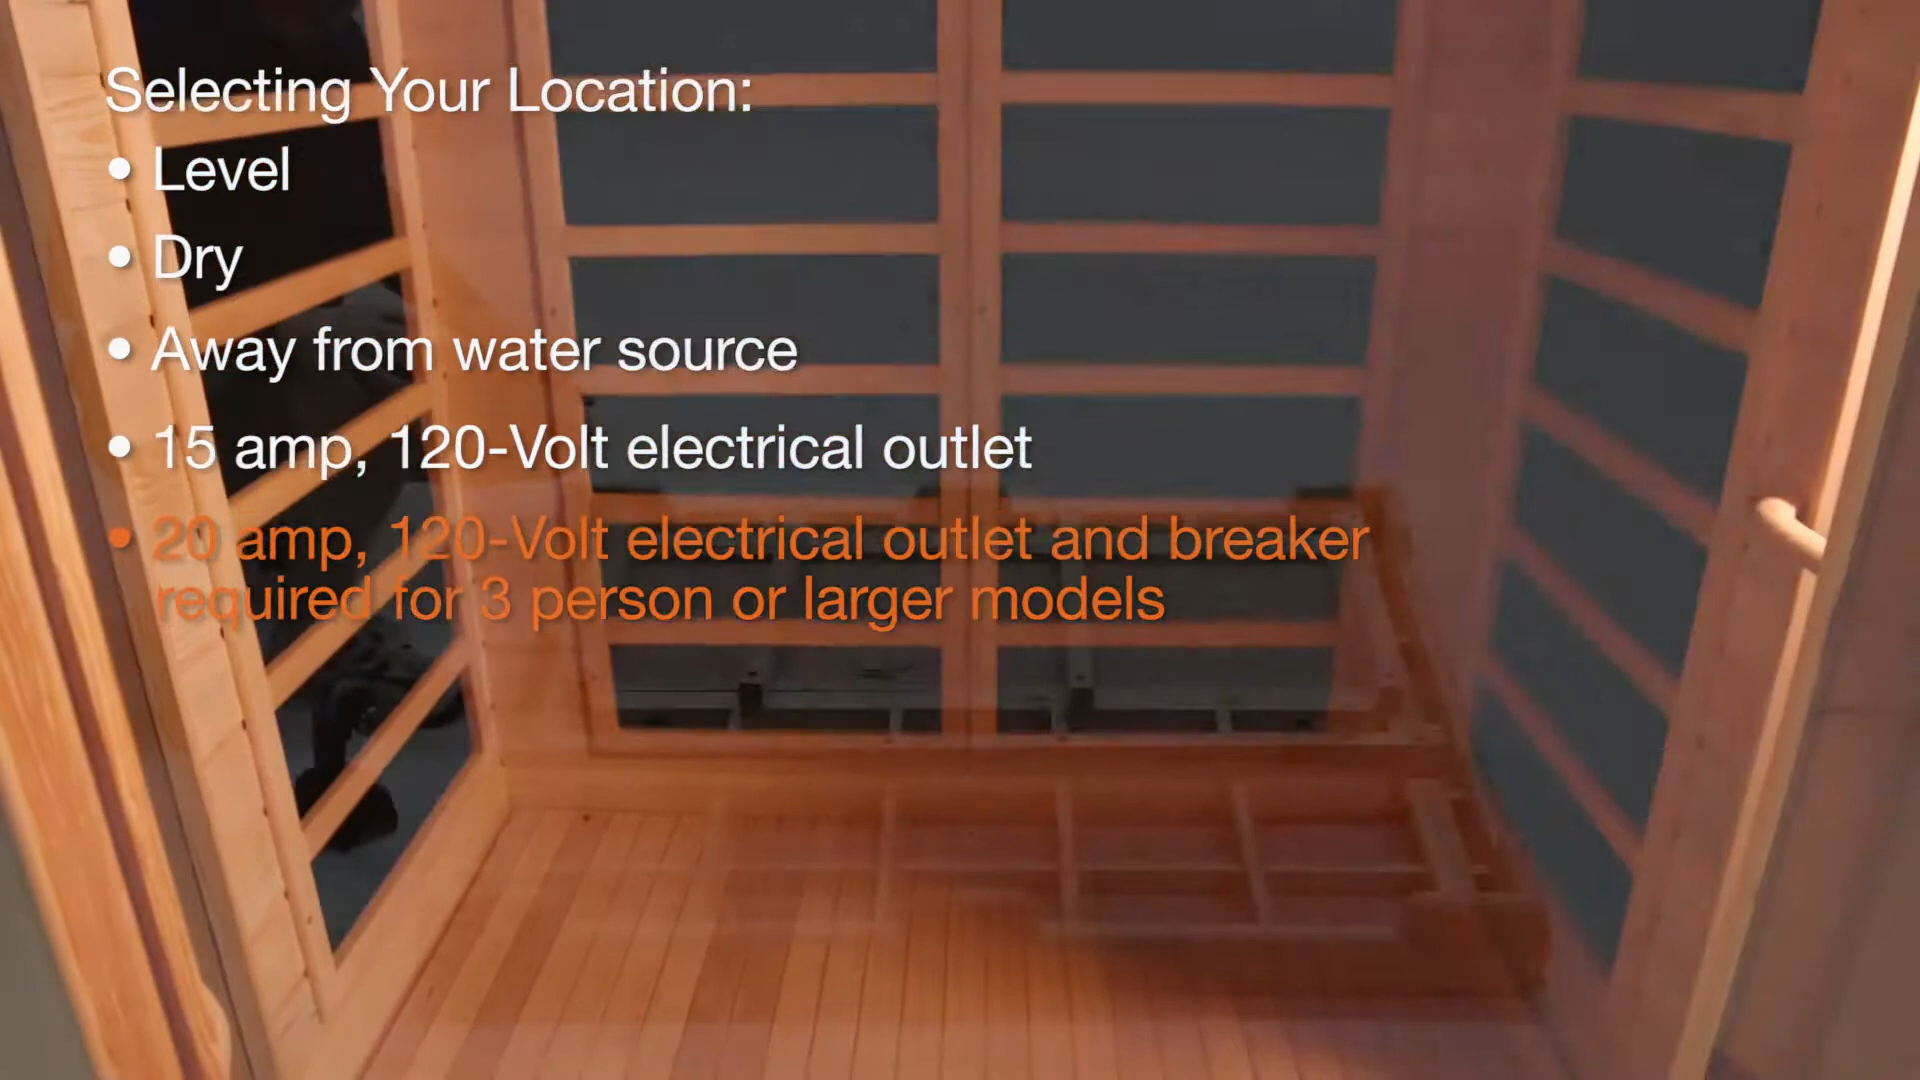 Selecting Your Location:
• Level
• Dry
• Away from water source
• 15 amp, 120-Volt electrical outlet
• 20 amp, 120-Volt electrical outlet and breaker
required for 3 person or larger models